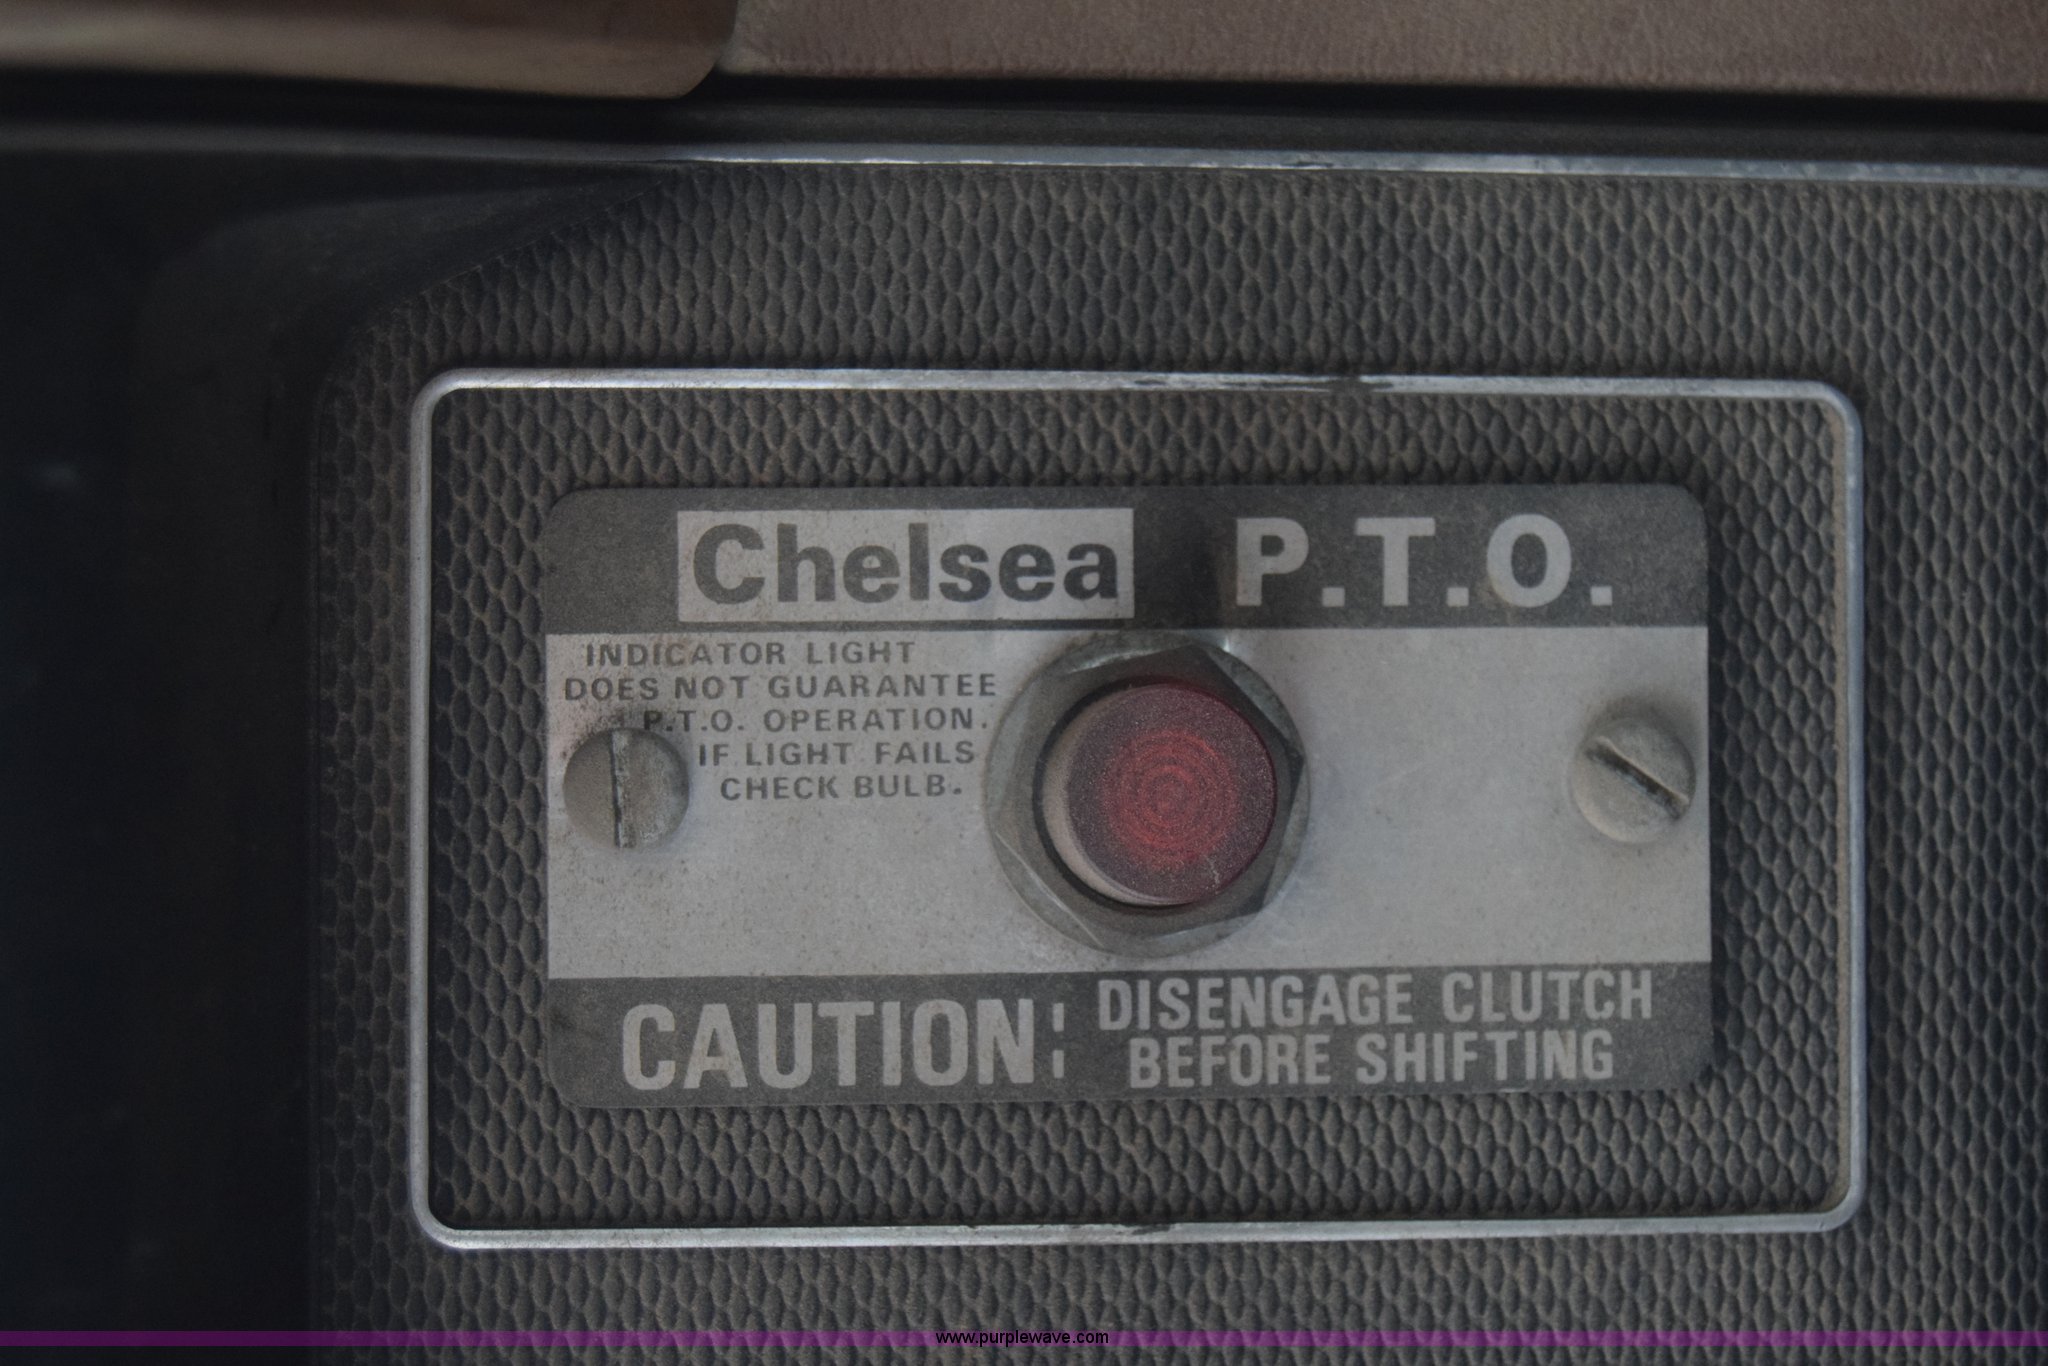 Chelsea P.T.O.
INDICATOR LIGHT
DOES NOT GUARANTEE
P.T.O. OPERATION.
IF LIGHT FAILS
CHECK BULB.
CAUTION: DISENGAGE CLUTCH
BEFORE SHIFTING
www.purplewave.com